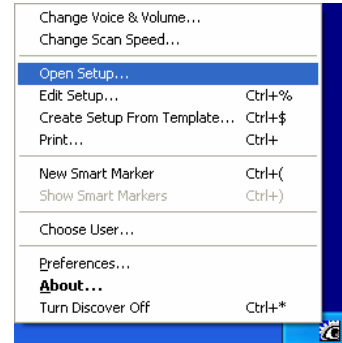 Change Voice & Volume...
Change Scan Speed...
Open Setup...
Edit Setup... Ctrl+%
Create Setup From Template... Ctrl+$
Print... Ctrl+
New Smart Marker Ctrl+(
Show Smart Markers Ctrl+)
Choose User...
Preferences...
About...
Turn Discover Off Ctrl+*